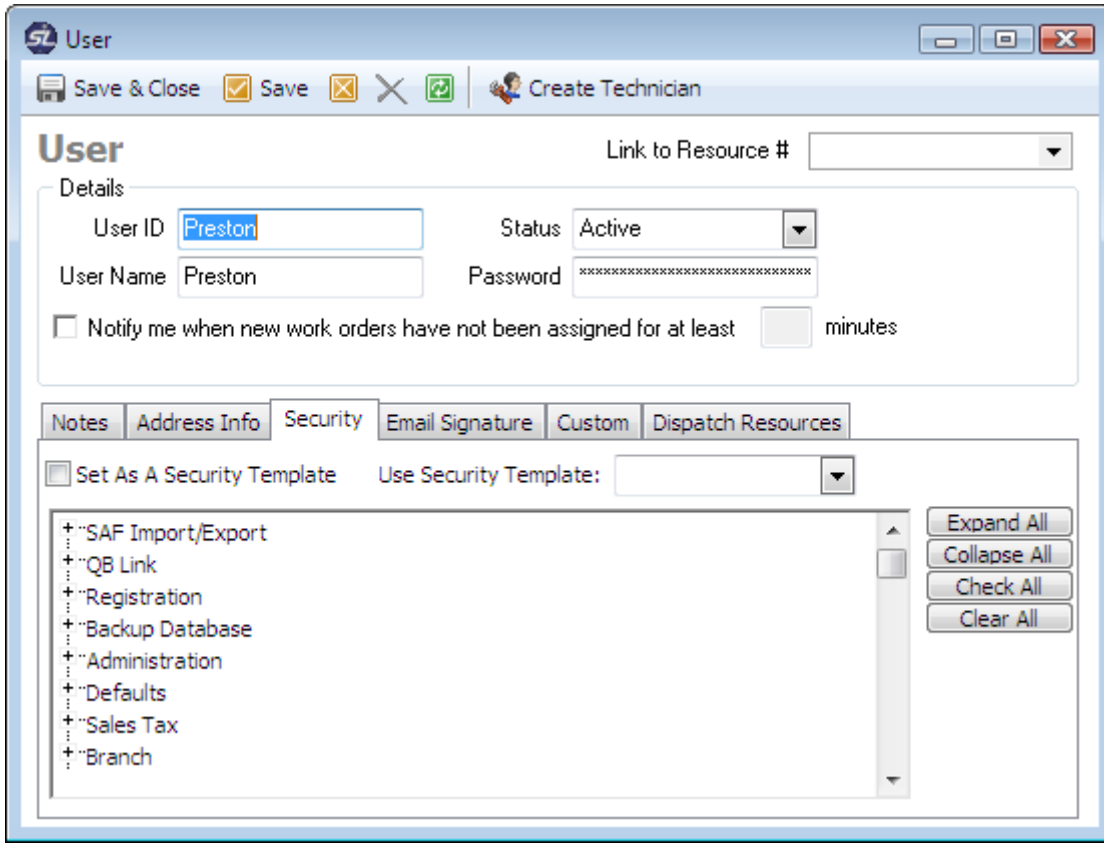 SL User
Save & Close Save Create Technician
User Link to Resource #
Details
User ID Preston Status Active
User Name Preston Password *****************************
Notify me when new work orders have not been assigned for at least minutes
Notes Address Info Security Email Signature Custom Dispatch Resources
Set As A Security Template Use Security Template:
SAF Import/Export Expand All
QB Link Collapse All
Registration Check All
Backup Database Clear All
Administration
Defaults
Sales Tax
Branch